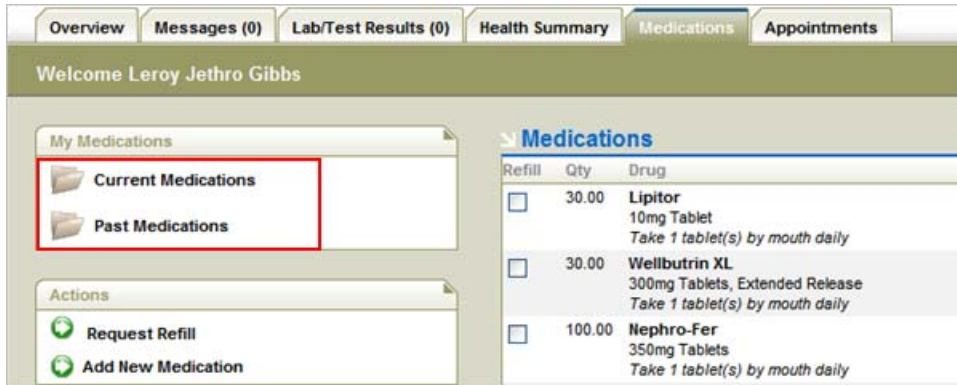 Overview Messages (0) Lab/Test Results (0) Health Summary Medications Appointments
Welcome Leroy Jethro Gibbs
My Medications
Current Medications
Past Medications
Actions
Request Refill
Add New Medication
Medications
Refill Qty Drug
30.00 Lipitor
10mg Tablet
Take 1 tablet(s) by mouth daily
30.00 Wellbutrin XL
300mg Tablets, Extended Release
Take 1 tablet(s) by mouth daily
100.00 Nephro-Fer
350mg Tablets
Take 1 tablet(s) by mouth daily